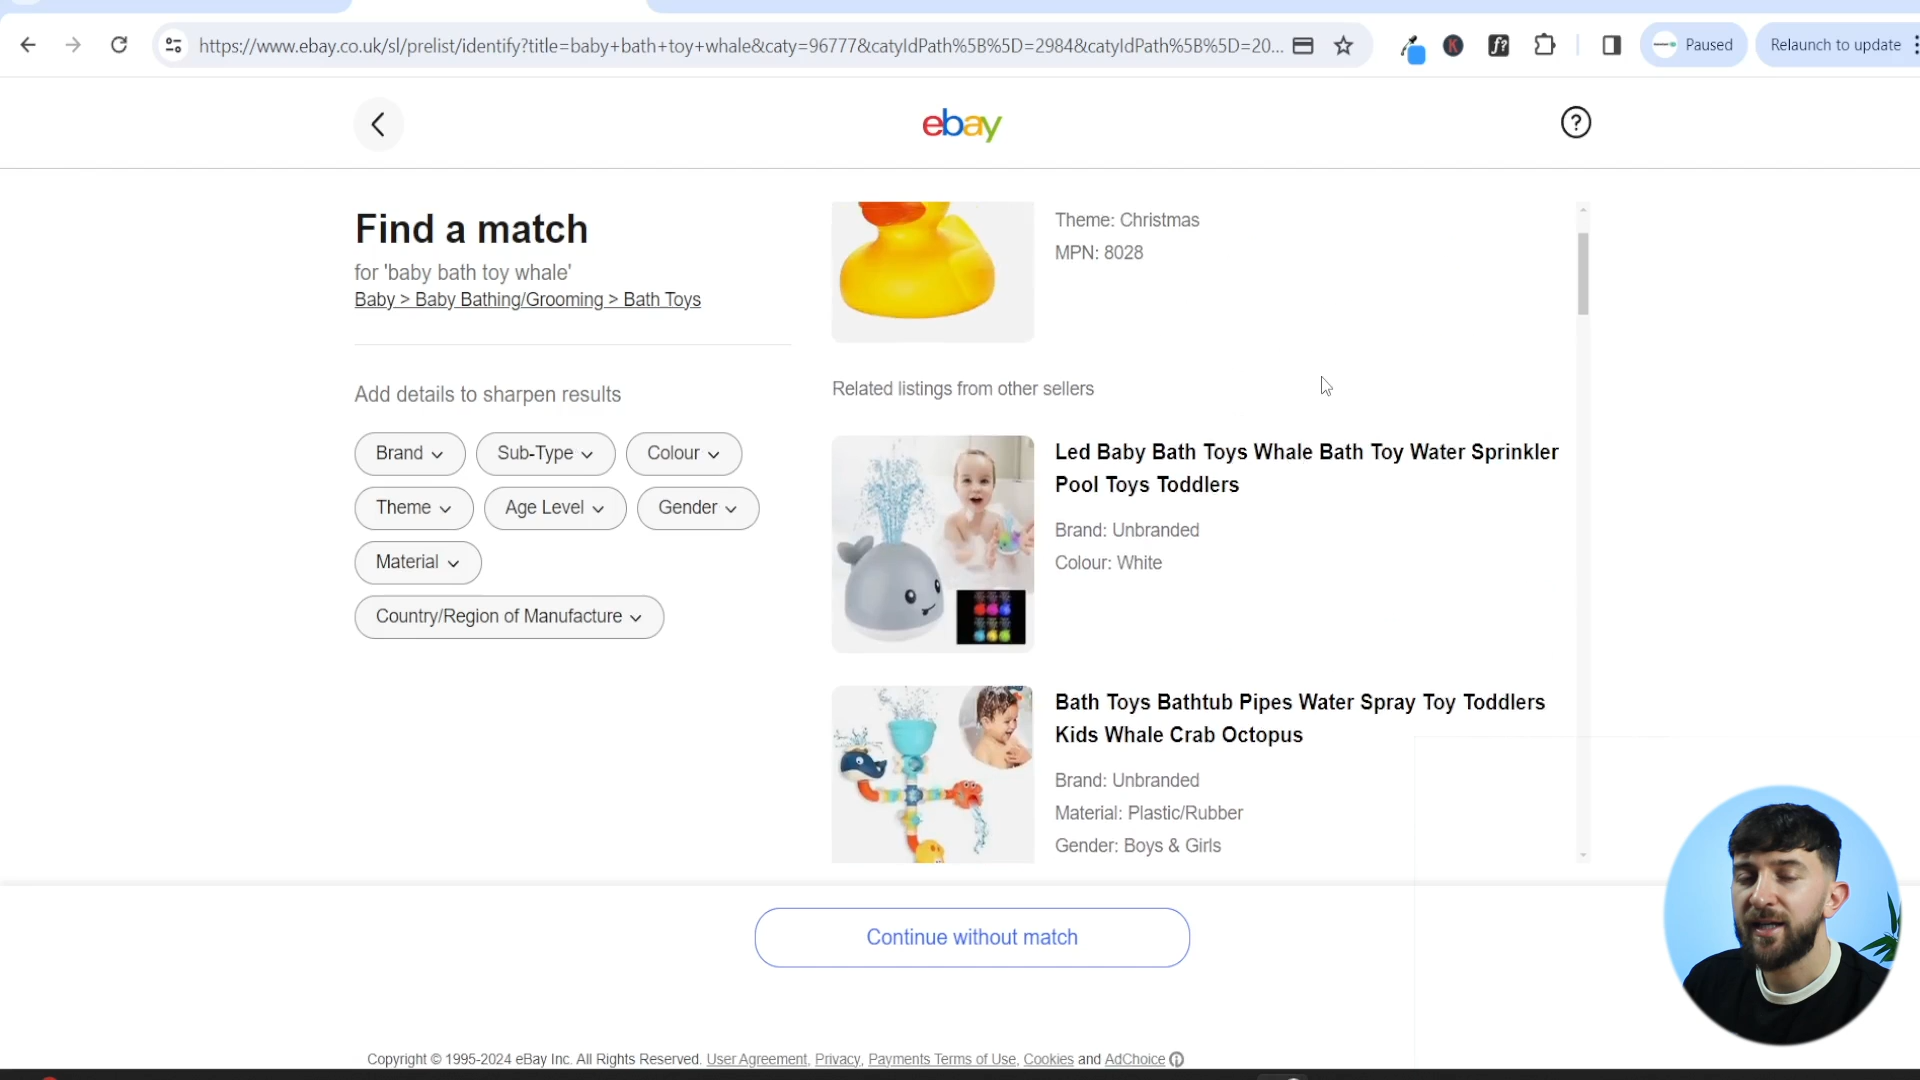 https://www.ebay.co.uk/sl/prelist/identify?title=baby+bath+toy+whale&caty=96777&catyIdPath%5B%5D=2984&catyIdPath%5B%5D=20...
K
f?
Paused
Relaunch to update
ebay
?
Find a match
for 'baby bath toy whale'
Baby > Baby Bathing/Grooming > Bath Toys
Add details to sharpen results
Brand
Sub-Type
Colour
Theme
Age Level
Gender
Material
Country/Region of Manufacture
Theme: Christmas
MPN: 8028
Related listings from other sellers
Led Baby Bath Toys Whale Bath Toy Water Sprinkler
Pool Toys Toddlers
Brand: Unbranded
Colour: White
Bath Toys Bathtub Pipes Water Spray Toy Toddlers
Kids Whale Crab Octopus
Brand: Unbranded
Material: Plastic/Rubber
Gender: Boys & Girls
Continue without match
Copyright © 1995-2024 eBay Inc. All Rights Reserved. User Agreement, Privacy, Payments Terms of Use, Cookies and AdChoice